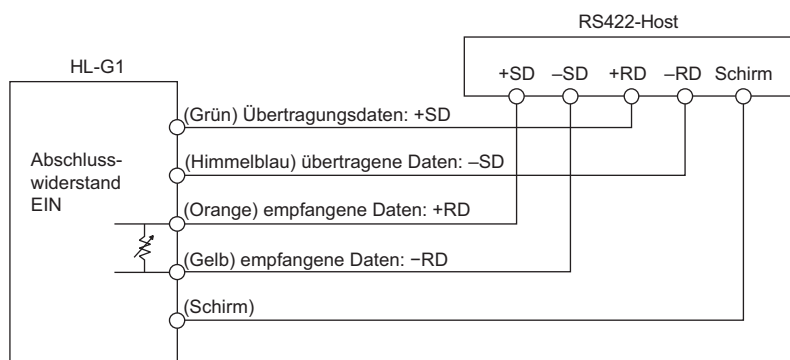 RS422-Host
HL-G1
+SD –SD +RD –RD Schirm
(Grün) Übertragungsdaten: +SD
Abschluss-
widerstand
EIN
(Himmelblau) übertragene Daten: –SD
(Orange) empfangene Daten: +RD
(Gelb) empfangene Daten: −RD
(Schirm)